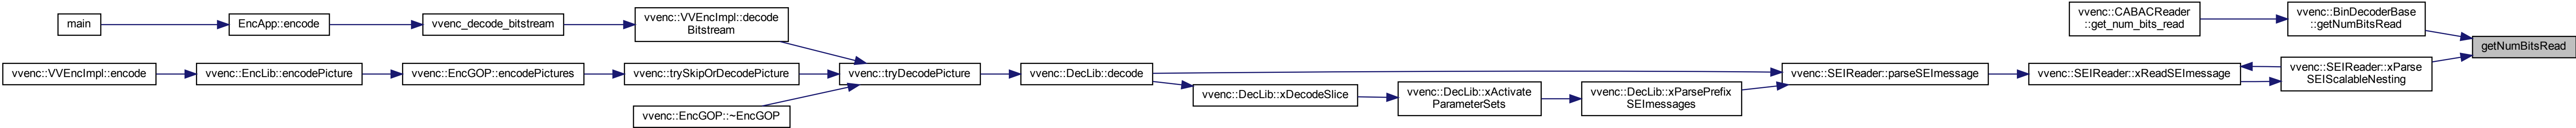 main
EncApp::encode
vvenc_decode_bitstream
vvenc::VVEncImpl::decode
Bitstream
vvenc::VVEncImpl::encode
vvenc::EncLib::encodePicture
vvenc::EncGOP::encodePictures
vvenc::trySkipOrDecodePicture
vvenc::EncGOP::~EncGOP
vvenc::tryDecodePicture
vvenc::DecLib::decode
vvenc::DecLib::xDecodeSlice
vvenc::DecLib::xActivate
ParameterSets
vvenc::DecLib::xParsePrefix
SEImessages
vvenc::SEIReader::parseSEImessage
vvenc::SEIReader::xReadSEImessage
vvenc::CABACReader
::get_num_bits_read
vvenc::BinDecoderBase
::getNumBitsRead
vvenc::SEIReader::xParse
SEIScalableNesting
getNumBitsRead